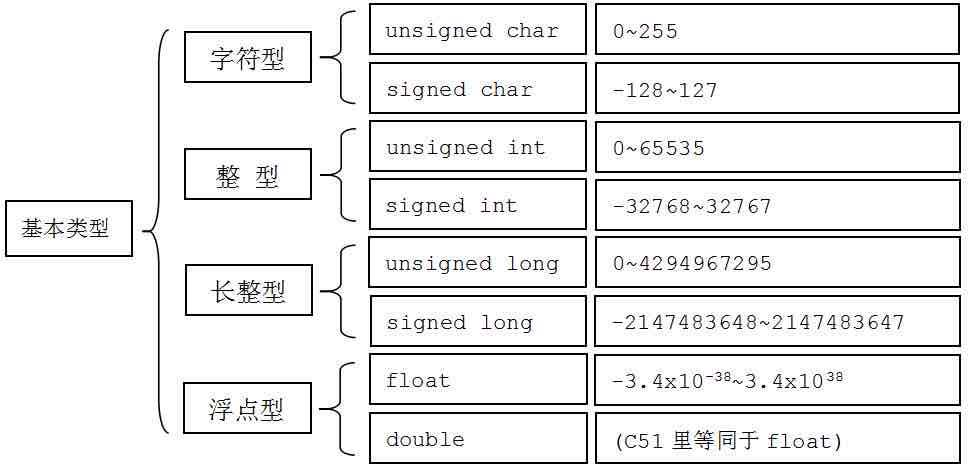 基本类型
字符型
unsigned char
0~255
signed char
-128~127
整 型
unsigned int
0~65535
signed int
-32768~32767
长整型
unsigned long
0~4294967295
signed long
-2147483648~2147483647
浮点型
float
-3.4x10⁻³⁸~3.4x10³⁸
double
(C51 里等同于 float)